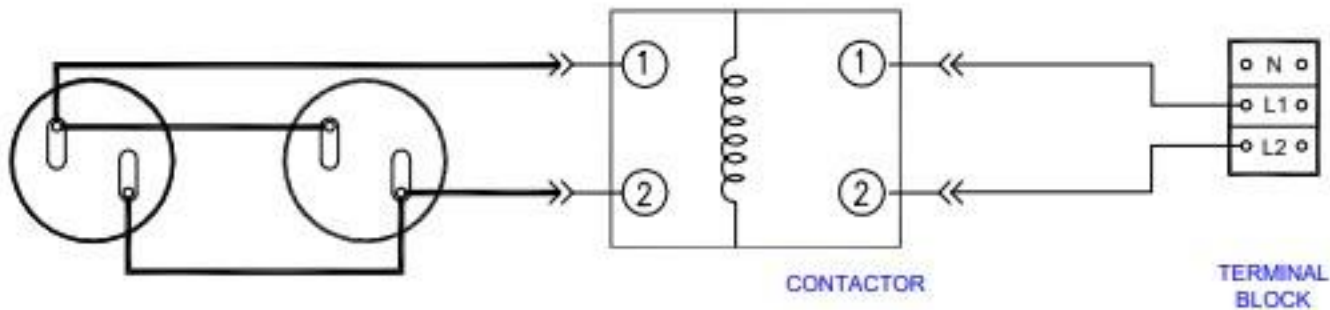 1
1
N
L1
L2
2
2
CONTACTOR
TERMINAL
BLOCK